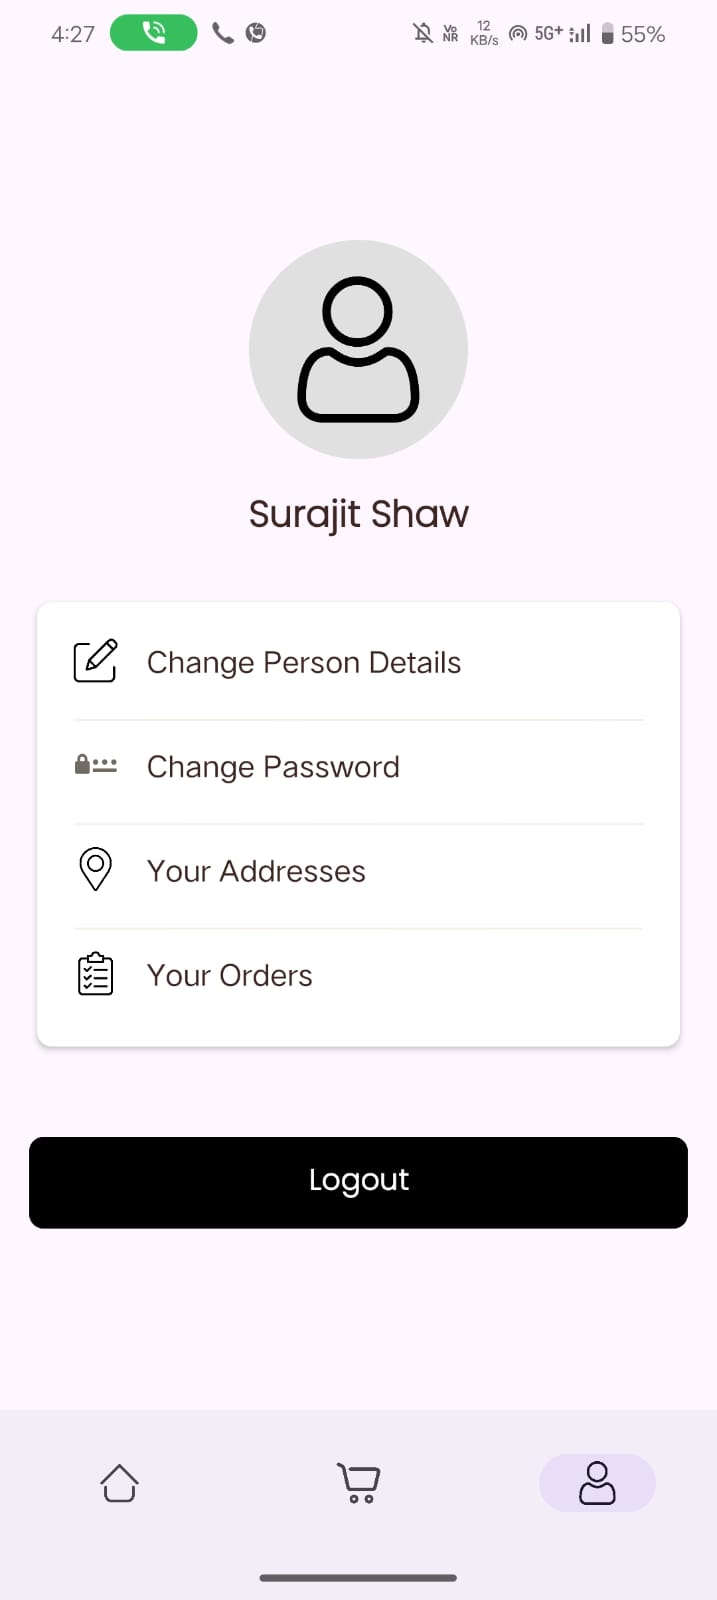 4:27 Vo NR 12 KB/s 5G+ 55%
Surajit Shaw
Change Person Details
Change Password
Your Addresses
Your Orders
Logout